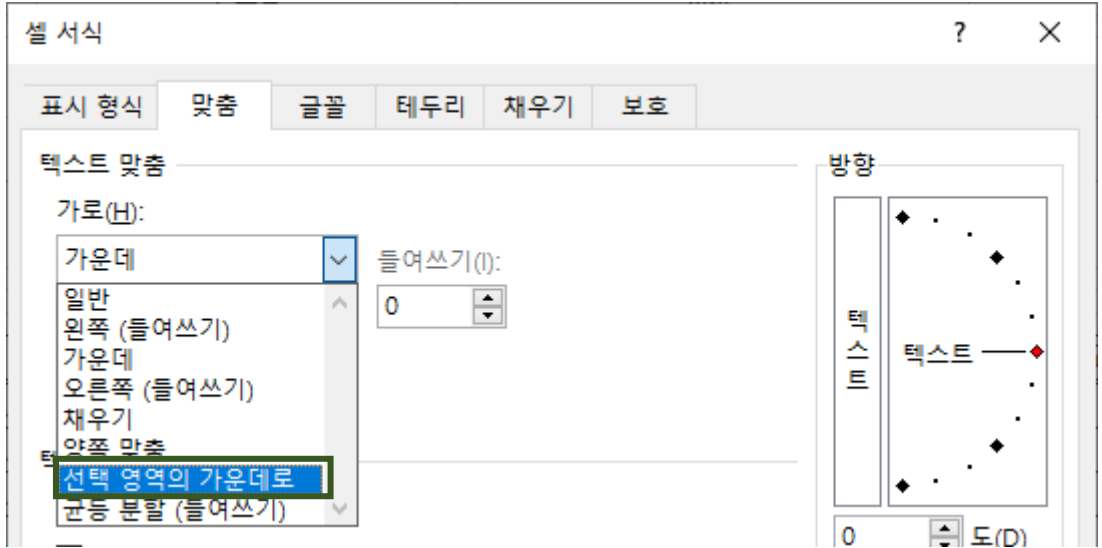 셀 서식 ?
표시 형식 맞춤 글꼴 테두리 채우기 보호
텍스트 맞춤
방향
가로(H):
가운데
들여쓰기(I):
0
일반
왼쪽 (들여쓰기)
가운데
오른쪽 (들여쓰기)
채우기
양쪽 맞춤
선택 영역의 가운데로
균등 분할 (들여쓰기)
텍스트
텍스트
0 도(D)